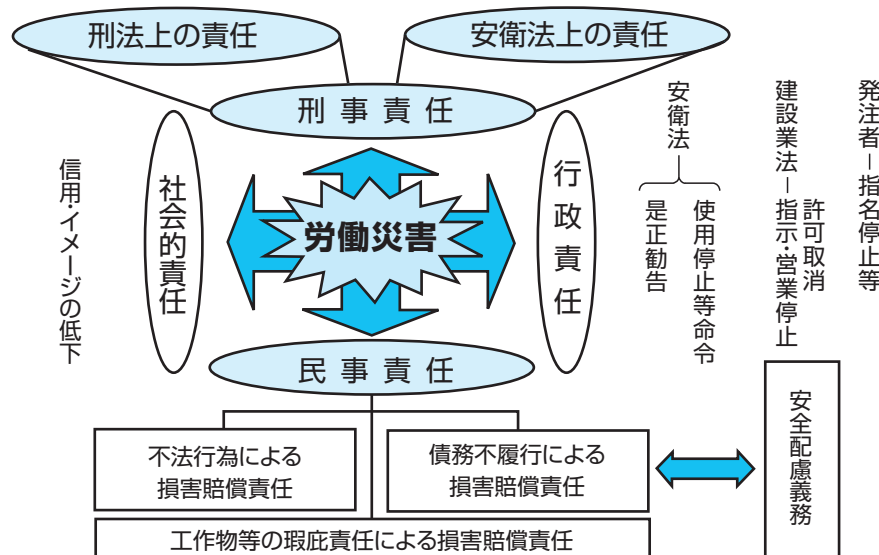 刑法上の責任
安衛法上の責任
刑事責任
社会的責任
信用・イメージの低下
労働災害
行政責任
安衛法
使用停止等命令
是正勧告
建設業法－指示・営業停止
許可取消
発注者－指名停止等
民事責任
不法行為による
損害賠償責任
債務不履行による
損害賠償責任
安全配慮義務
工作物等の瑕疵責任による損害賠償責任